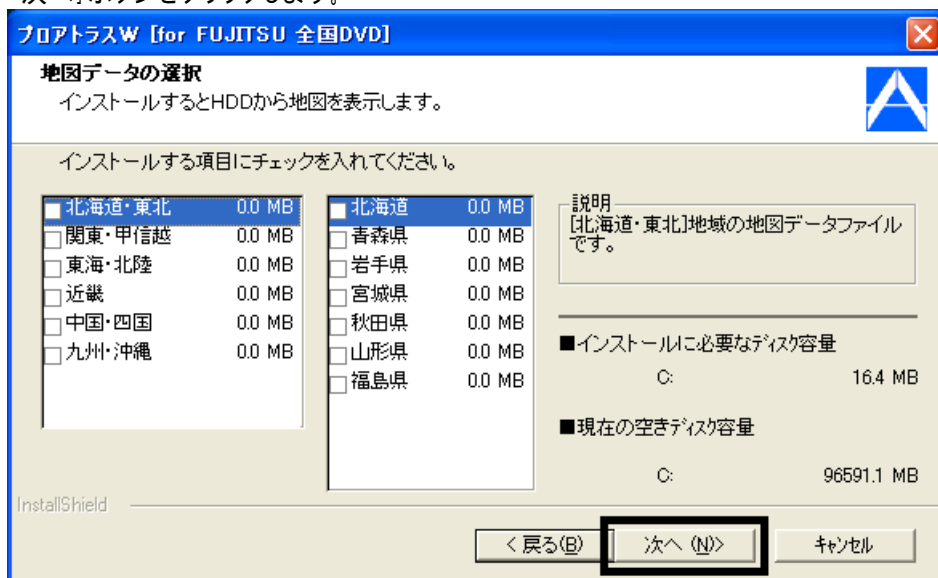 「次へ」ボタンをクリックします。
プロアトラスW [for FUJITSU 全国DVD]
地図データの選択
インストールするとHDDから地図を表示します。
インストールする項目にチェックを入れてください。
北海道・東北 0.0 MB
関東・甲信越 0.0 MB
東海・北陸 0.0 MB
近畿 0.0 MB
中国・四国 0.0 MB
九州・沖縄 0.0 MB
北海道 0.0 MB
青森県 0.0 MB
岩手県 0.0 MB
宮城県 0.0 MB
秋田県 0.0 MB
山形県 0.0 MB
福島県 0.0 MB
説明
[北海道・東北]地域の地図データファイル
です。
■インストールに必要なディスク容量
C: 16.4 MB
■現在の空きディスク容量
C: 96591.1 MB
InstallShield
< 戻る(B)
次へ (N)>
キャンセル